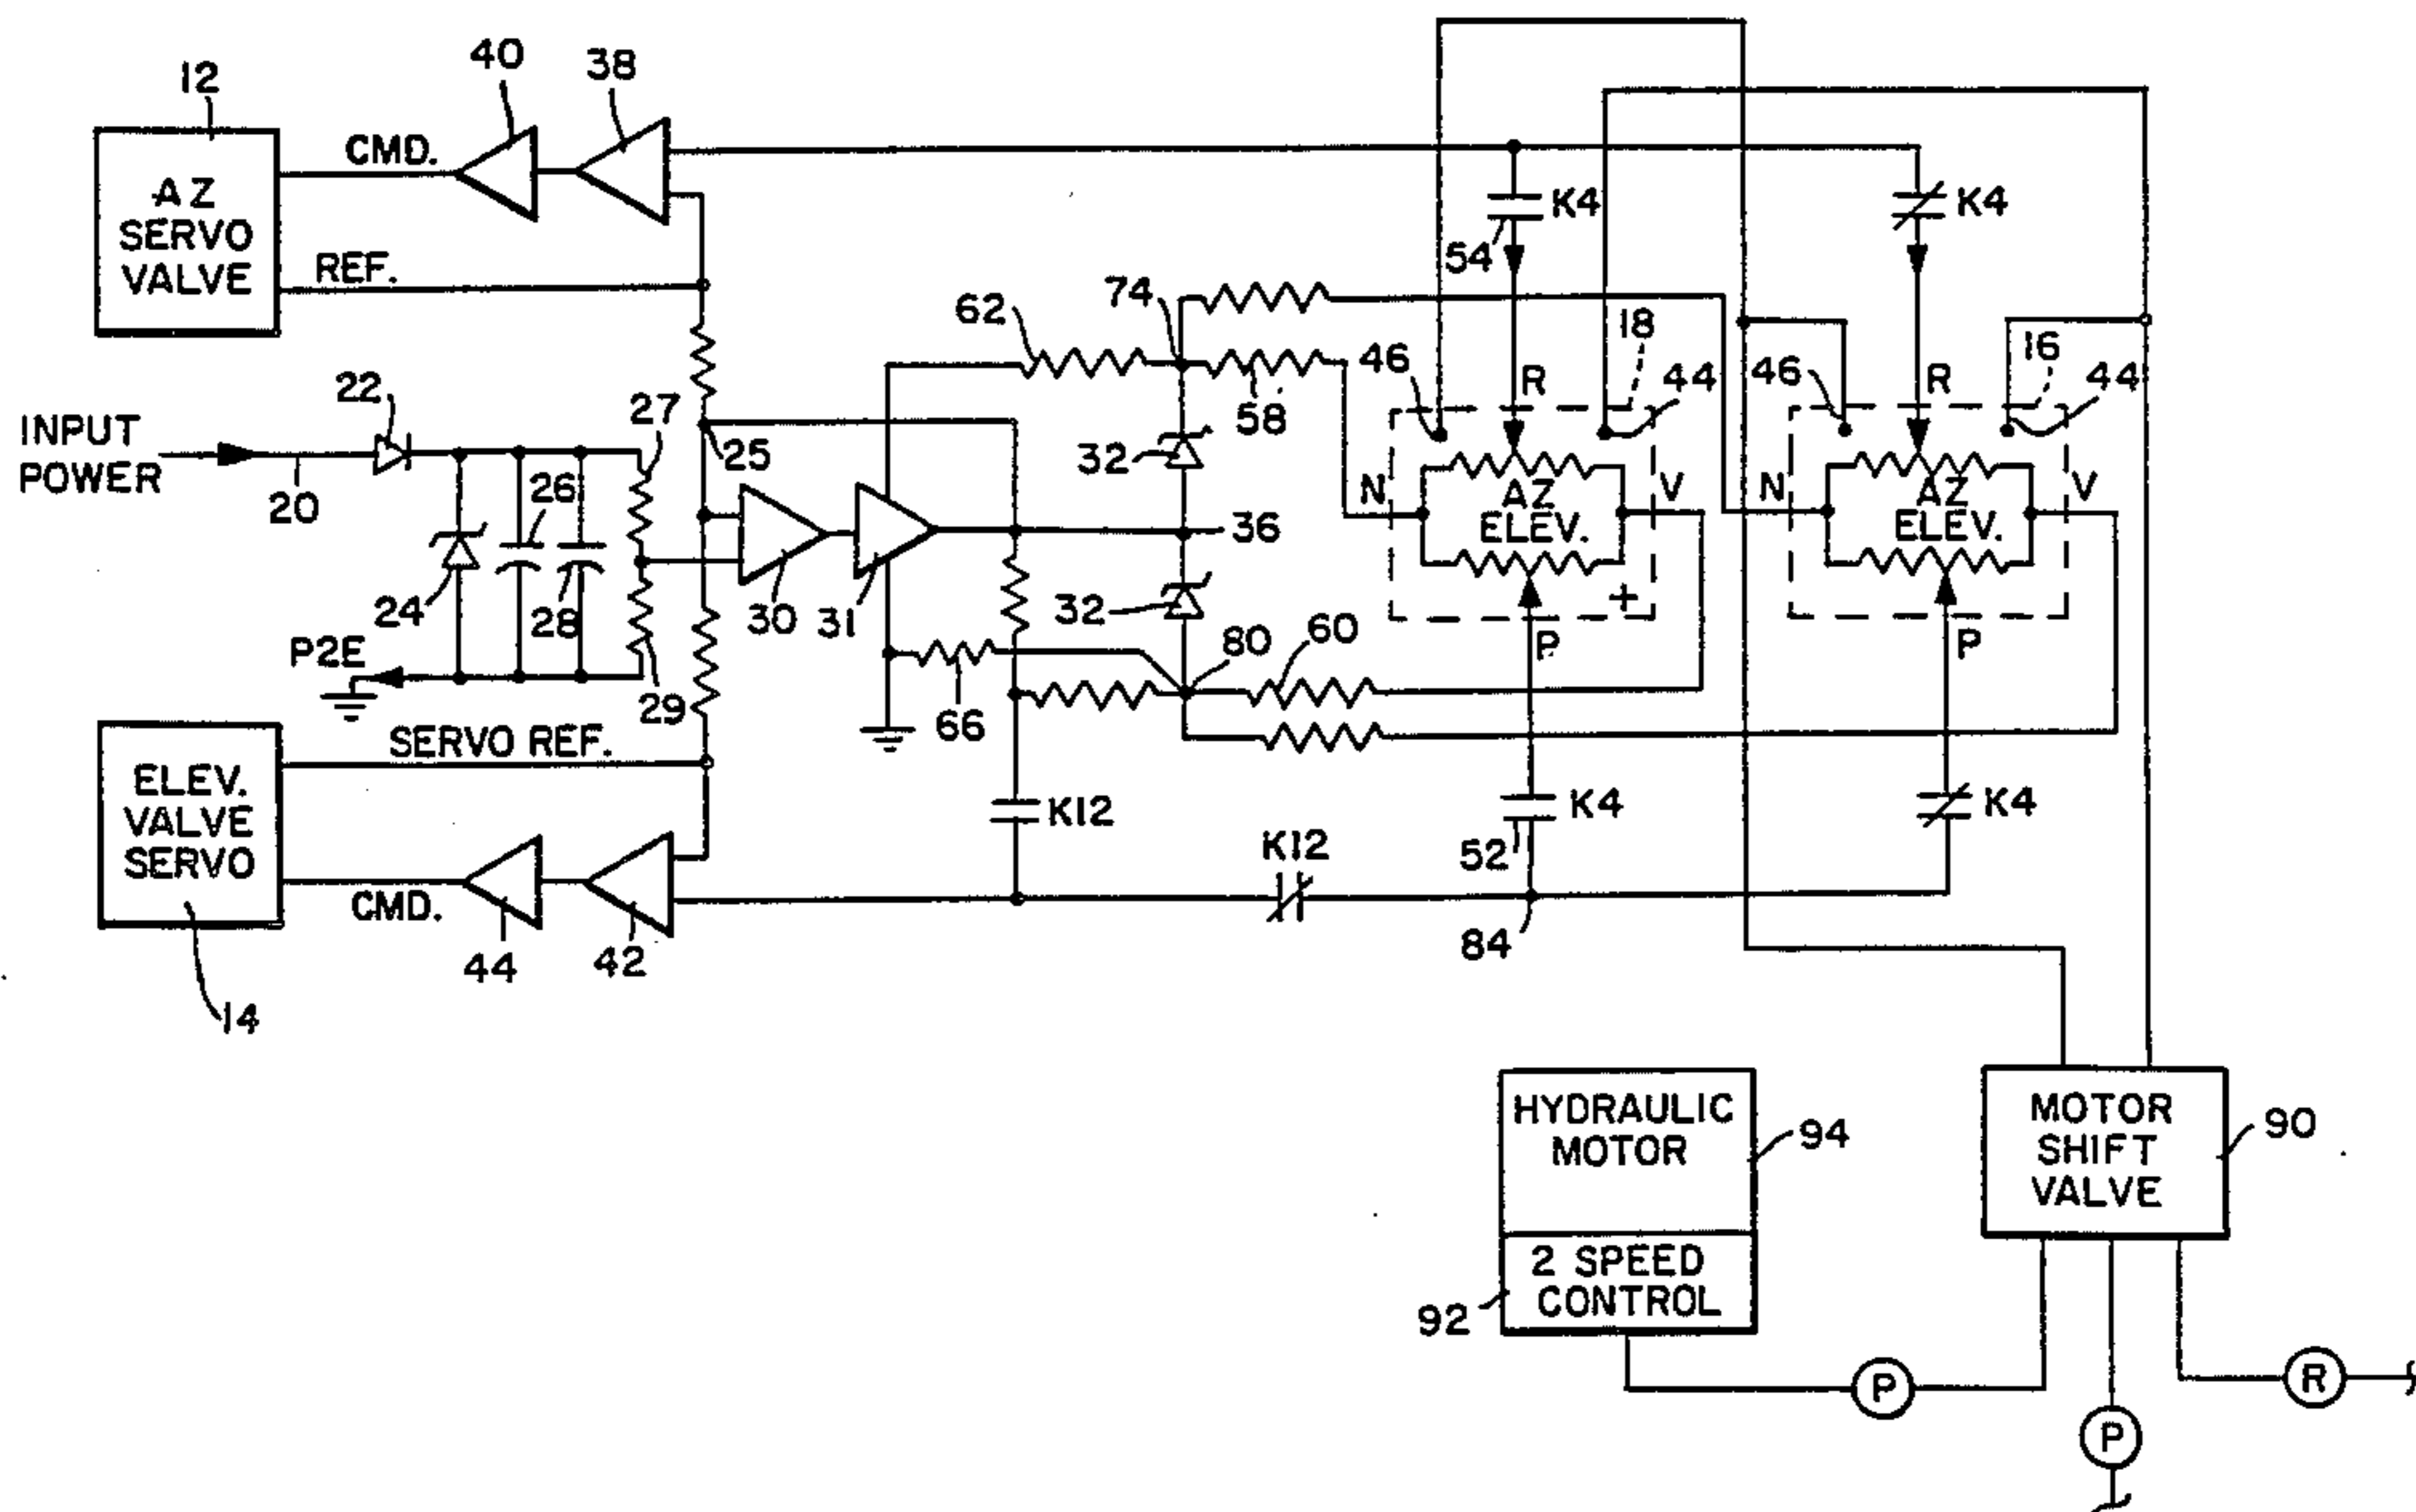 12
40
38
CMD.
AZ
SERVO
VALVE
REF.
K4
K4
54
74
62
18
16
46
R
44
46
R
44
22
27
58
INPUT
POWER
25
32
N
V
N
V
20
26
AZ
ELEV.
AZ
ELEV.
36
24
28
30
31
32
+
P2E
29
66
80
60
P
P
SERVO REF.
ELEV.
VALVE
SERVO
K12
K4
K4
K12
52
CMD.
44
42
84
14
HYDRAULIC
MOTOR
94
MOTOR
SHIFT
VALVE
90
2 SPEED
CONTROL
92
P
R
P